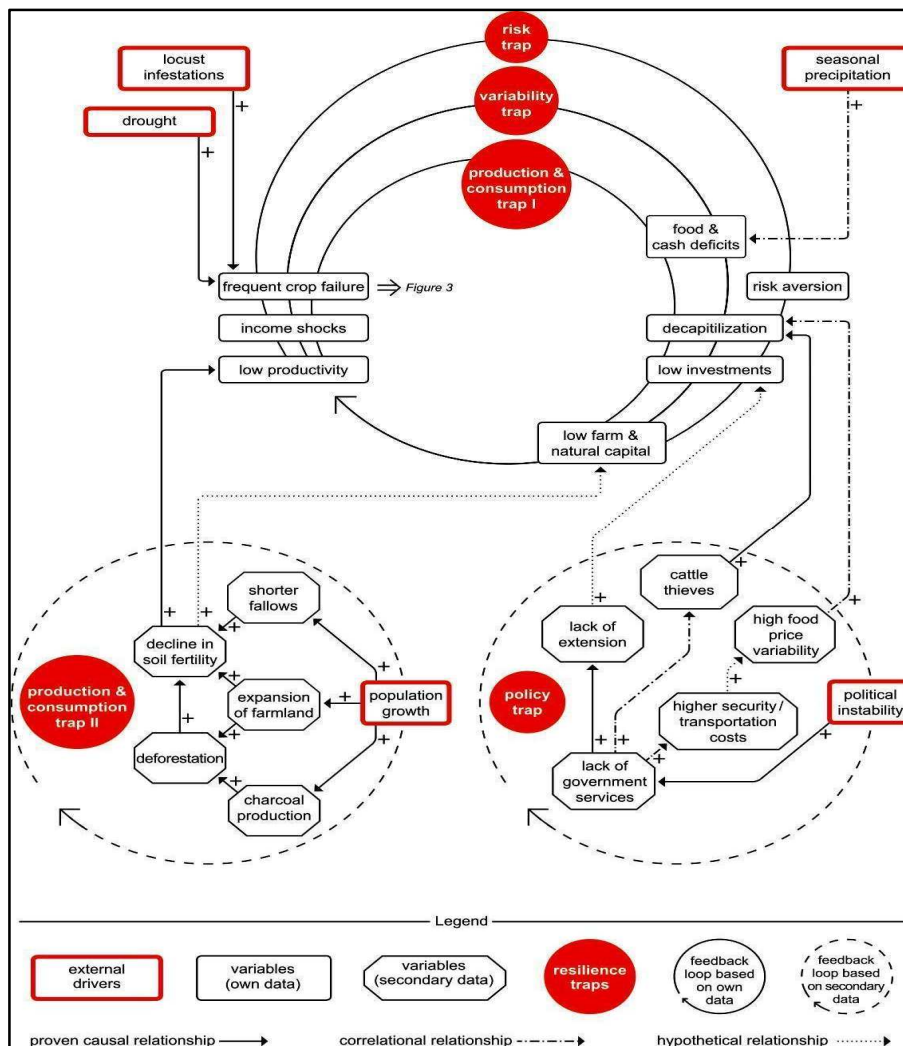 risk
trap
locust
infestations
seasonal
precipitation
variability
trap
drought
+
+
+
production &
consumption
trap I
food &
cash deficits
frequent crop failure
Figure 3
risk aversion
income shocks
decapitilization
low productivity
low investments
low farm &
natural capital
shorter
fallows
cattle
thieves
+
+
+
+
+
+
lack of
extension
high food
price
variability
decline in
soil fertility
+
+
production &
consumption
trap II
expansion
of farmland
+
population
growth
policy
trap
higher security/
transportation
costs
+
political
instability
+
+
+
+
+
+
+
+
deforestation
lack of
government
services
+
charcoal
production
Legend
external
drivers
variables
(own data)
variables
(secondary data)
resilience
traps
feedback
loop based
on own
data
feedback
loop based
on secondary
data
proven causal relationship
correlational relationship
hypothetical relationship